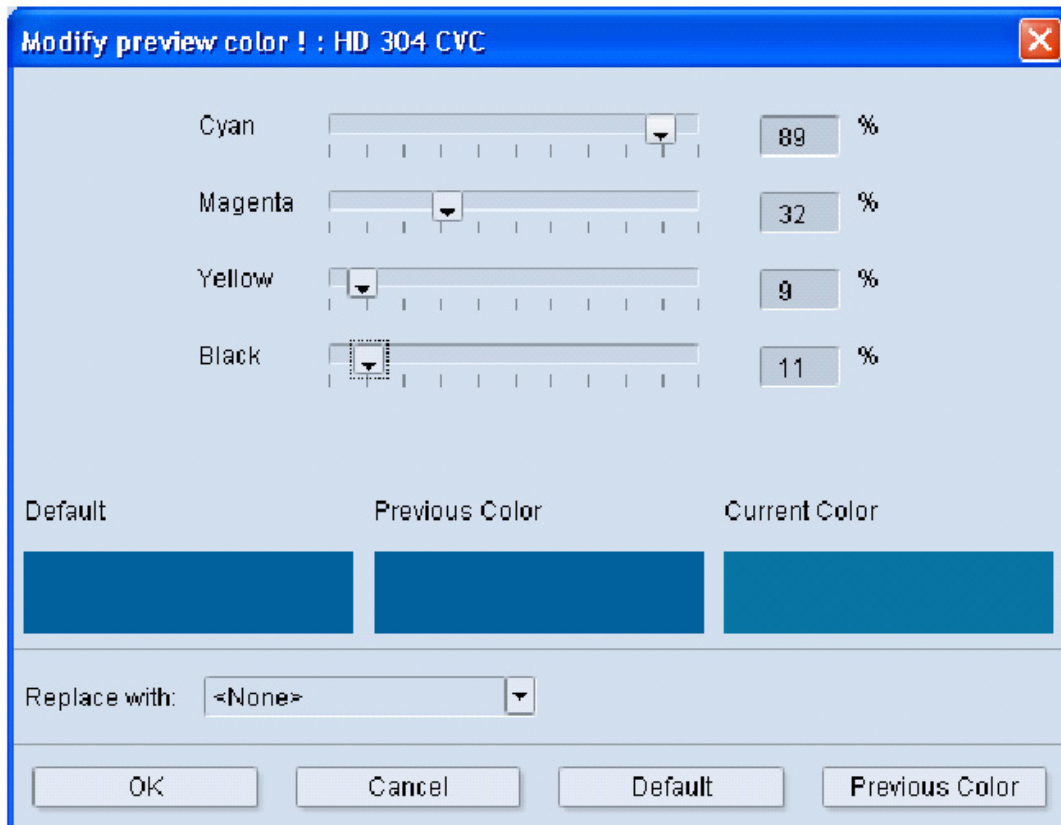 Modify preview color ! : HD 304 CVC
Cyan 89 %
Magenta 32 %
Yellow 9 %
Black 11 %
Default Previous Color Current Color
Replace with: <None>
OK Cancel Default Previous Color